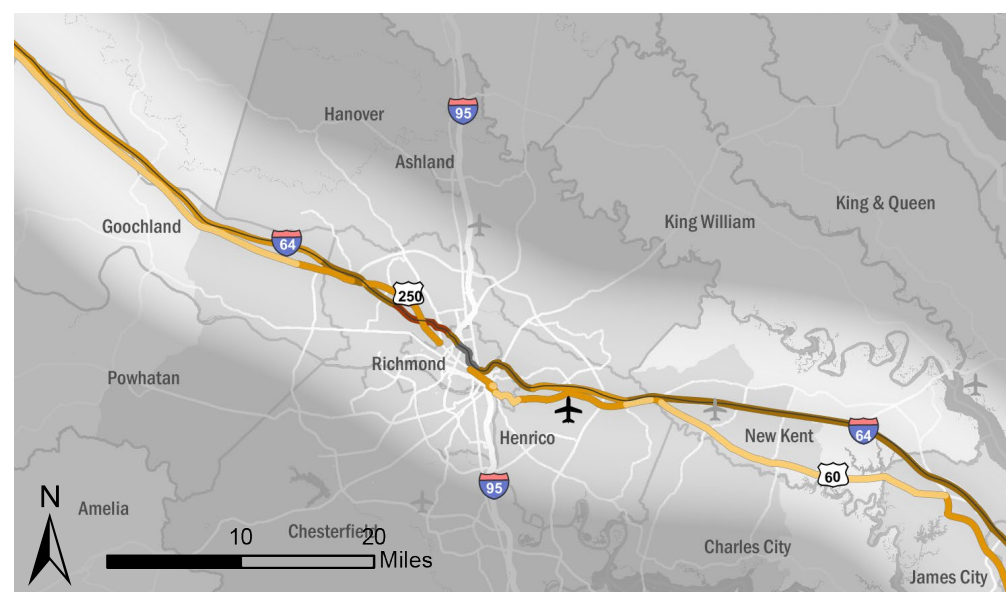 Hanover
95
Ashland
King & Queen
King William
Goochland
64
250
Richmond
Powhatan
Henrico
New Kent
64
60
95
N
Amelia
Chesterfield
10
20
Miles
Charles City
James City